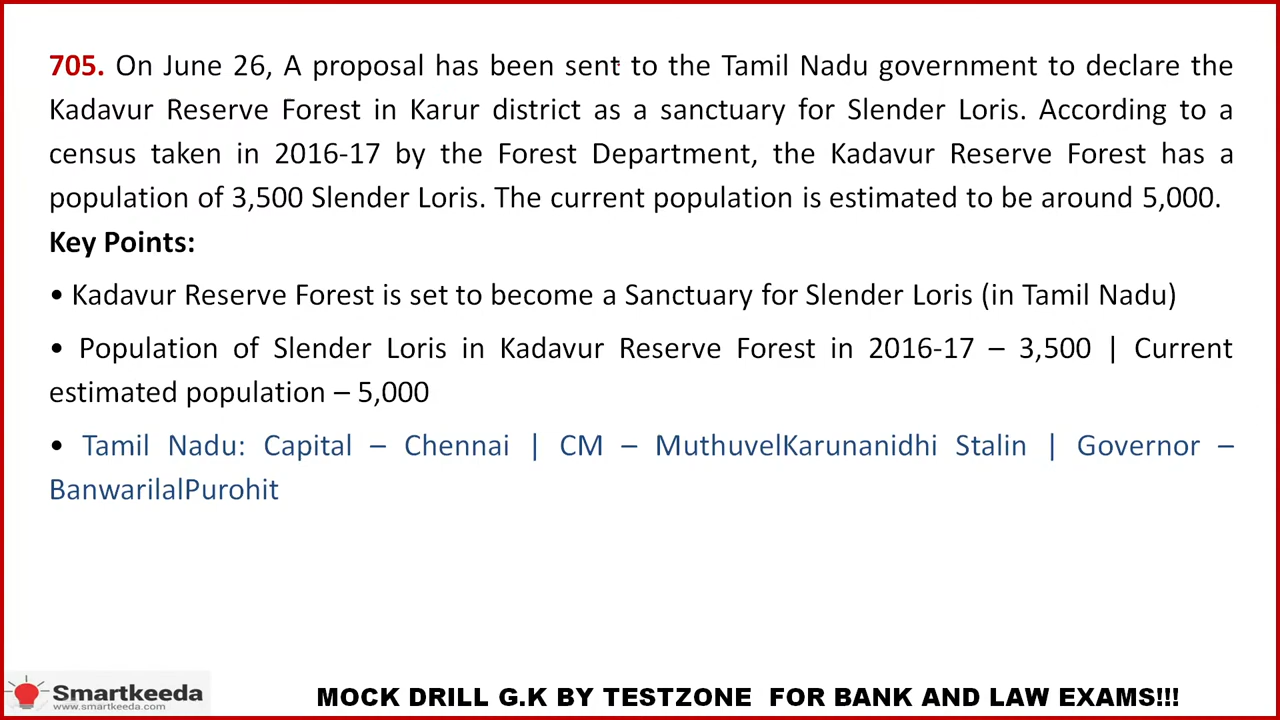 705. On June 26, A proposal has been sent to the Tamil Nadu government to declare the
Kadavur Reserve Forest in Karur district as a sanctuary for Slender Loris. According to a
census taken in 2016-17 by the Forest Department, the Kadavur Reserve Forest has a
population of 3,500 Slender Loris. The current population is estimated to be around 5,000.
Key Points:
• Kadavur Reserve Forest is set to become a Sanctuary for Slender Loris (in Tamil Nadu)
• Population of Slender Loris in Kadavur Reserve Forest in 2016-17 – 3,500 | Current
estimated population – 5,000
• Tamil Nadu: Capital – Chennai | CM – MuthuvelKarunanidhi Stalin | Governor –
BanwarilalPurohit
Smartkeeda
www.smartkeeda.com
MOCK DRILL G.K BY TESTZONE FOR BANK AND LAW EXAMS!!!